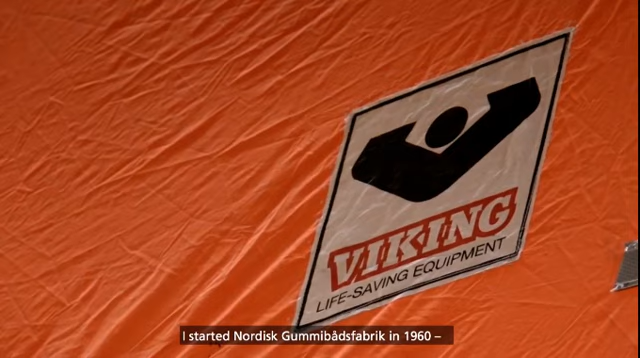 VIKING
LIFE-SAVING EQUIPMENT
I started Nordisk Gummibådsfabrik in 1960 –